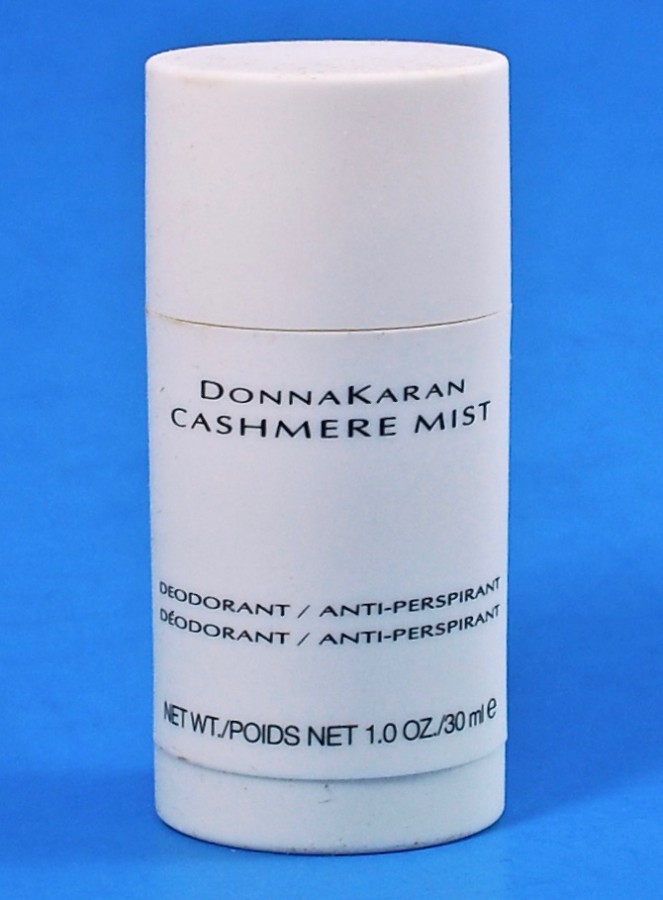 DONNAKARAN
CASHMERE MIST
DEODORANT / ANTI-PERSPIRANT
DÉODORANT / ANTI-PERSPIRANT
NET WT./POIDS NET 1.0 OZ./30 ml e